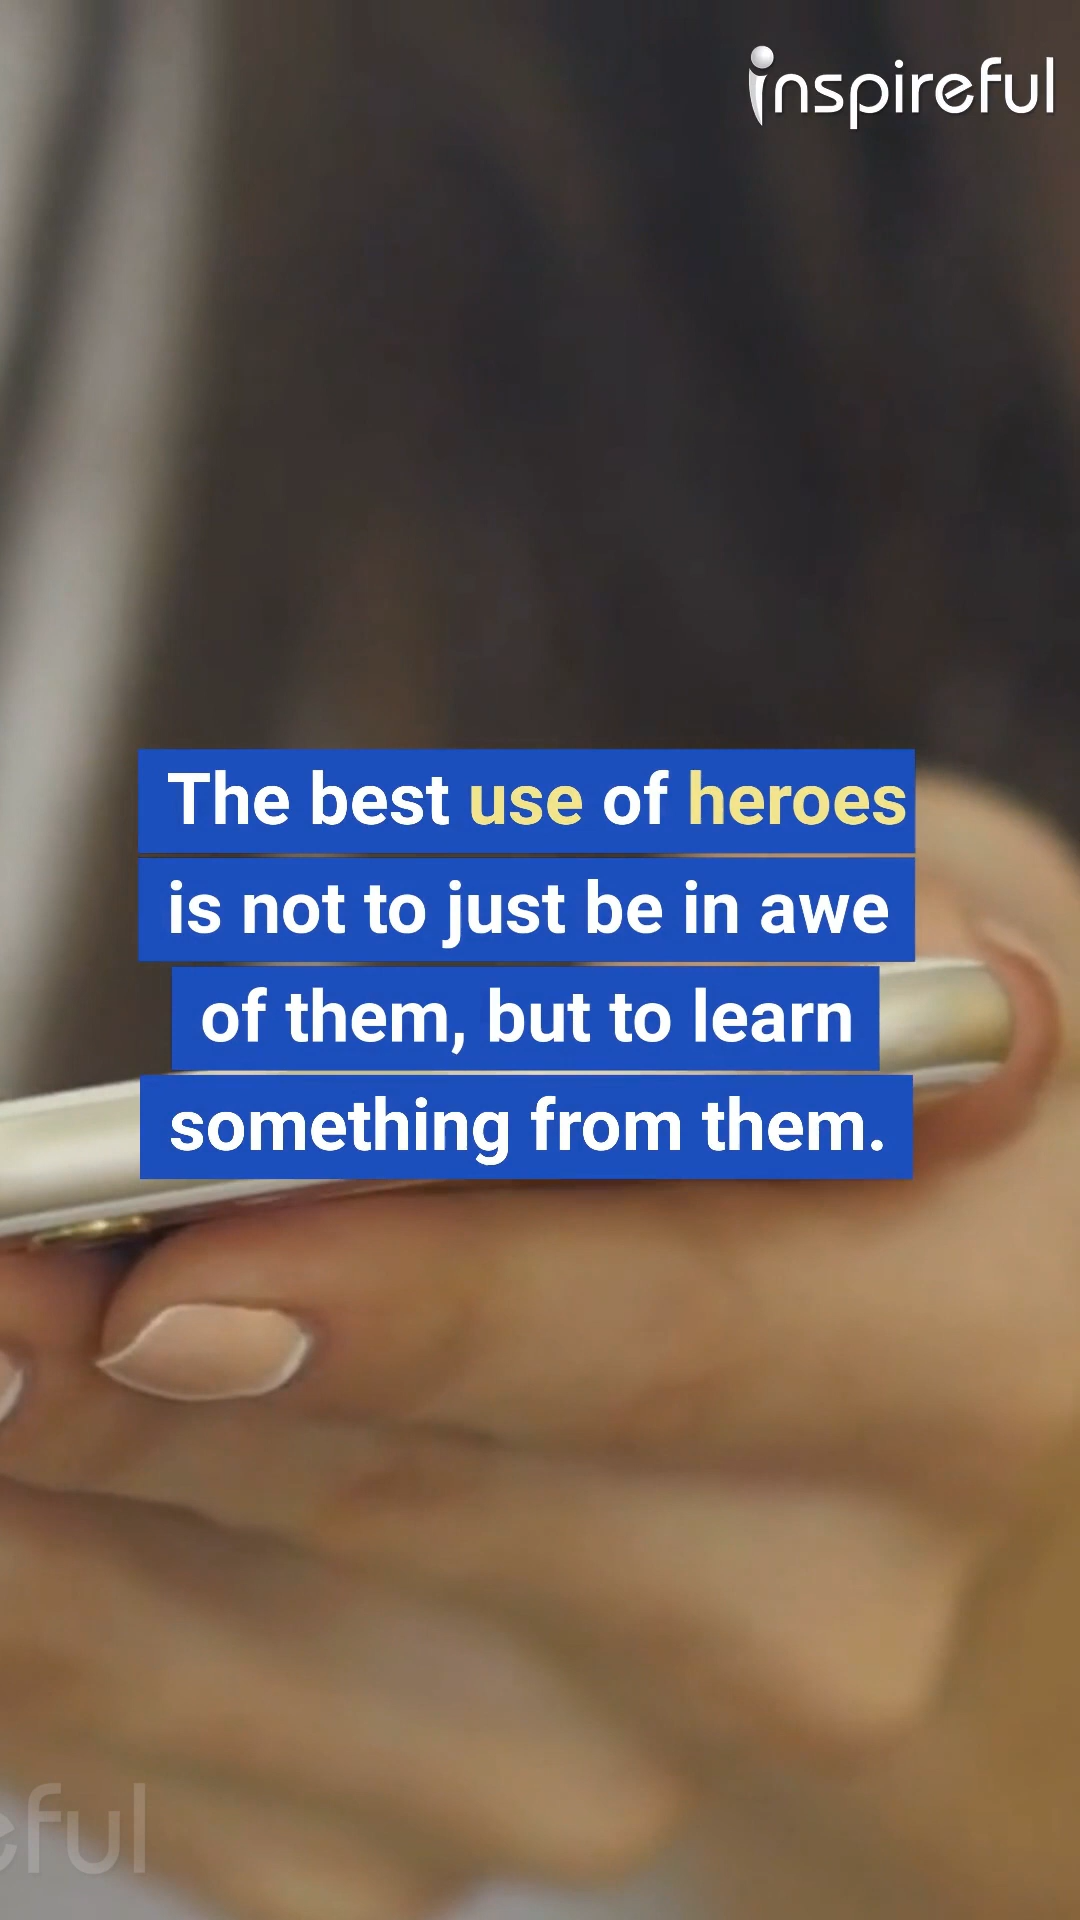 inspireful
The best use of heroes
is not to just be in awe
of them, but to learn
something from them.
eful